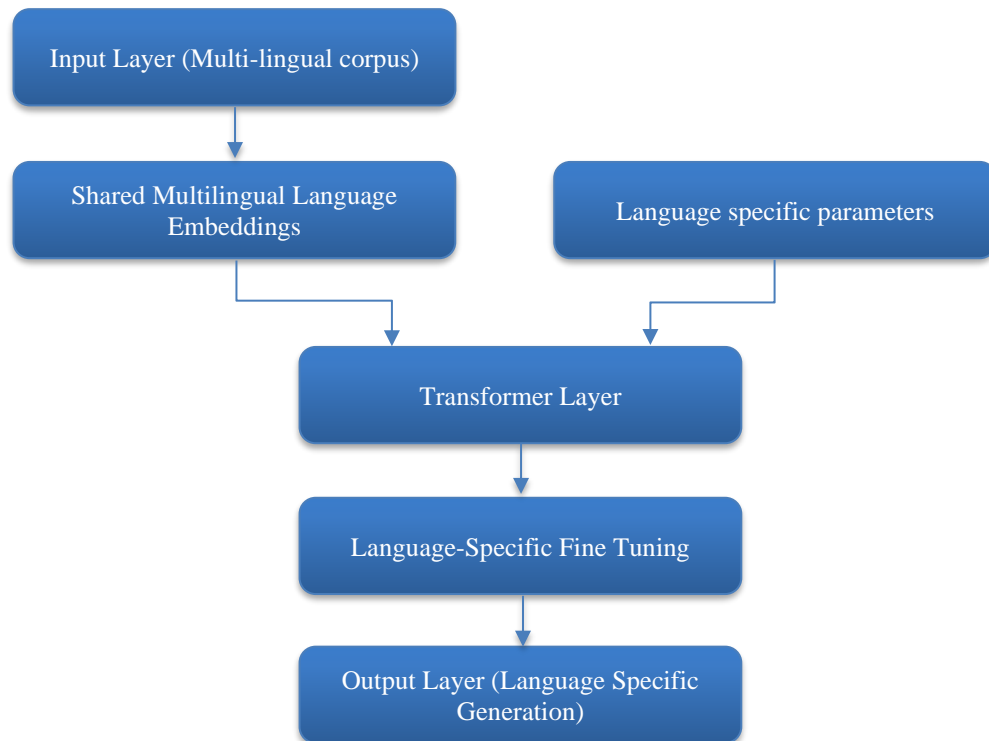 Input Layer (Multi-lingual corpus)
Shared Multilingual Language
Embeddings
Language specific parameters
Transformer Layer
Language-Specific Fine Tuning
Output Layer (Language Specific
Generation)